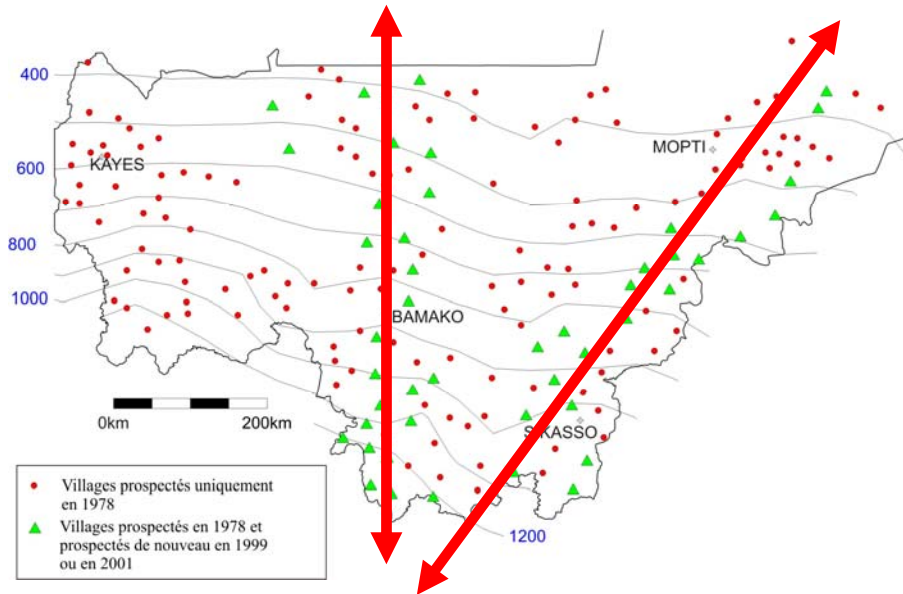 400
600
800
1000
KAYES
MOPTI
BAMAKO
SIKASSO
0km 200km
Villages prospectés uniquement
en 1978
Villages prospectés en 1978 et
prospectés de nouveau en 1999
ou en 2001
1200